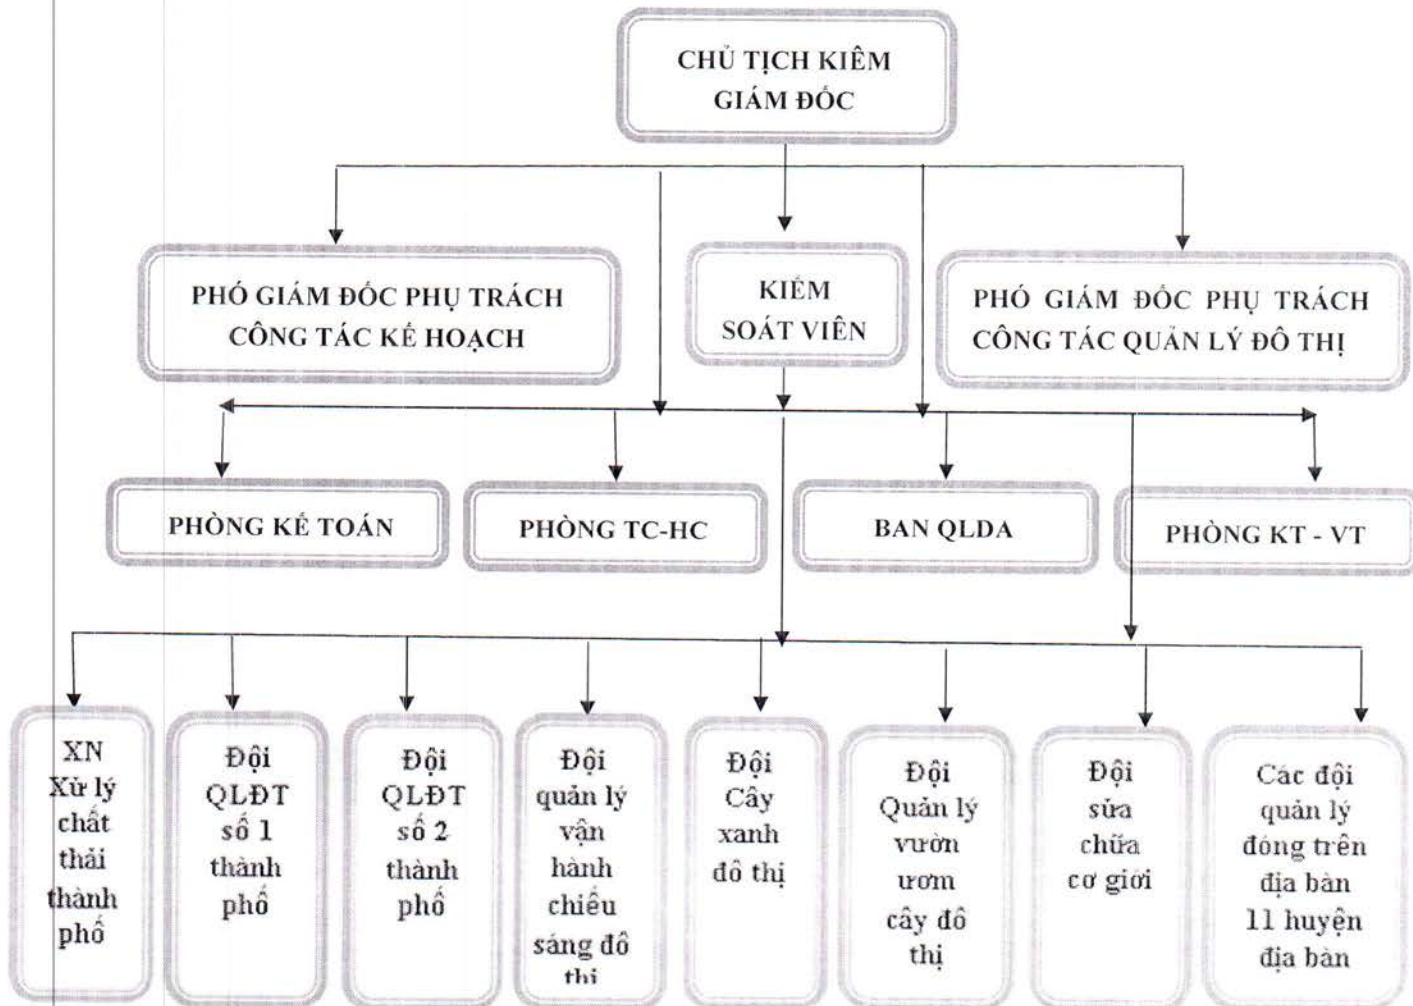 CHỦ TỊCH KIÊM
GIÁM ĐỐC
PHÓ GIÁM ĐỐC PHỤ TRÁCH
CÔNG TÁC KẾ HOẠCH
KIỂM
SOÁT VIÊN
PHÓ GIÁM ĐỐC PHỤ TRÁCH
CÔNG TÁC QUẢN LÝ ĐÔ THỊ
PHÒNG KẾ TOÁN
PHÒNG TC-HC
BAN QLDA
PHÒNG KT - VT
XN
Xử lý
chất
thải
thành
phố
Đội
QLĐT
số 1
thành
phố
Đội
QLĐT
số 2
thành
phố
Đội
quản lý
vận
hành
chiếu
sáng đô
thị
Đội
Cây
xanh
đô thị
Đội
Quản lý
vườn
ươm
cây đô
thị
Đội
sửa
chữa
cơ giới
Các đội
quản lý
đóng trên
địa bàn
11 huyện
địa bàn